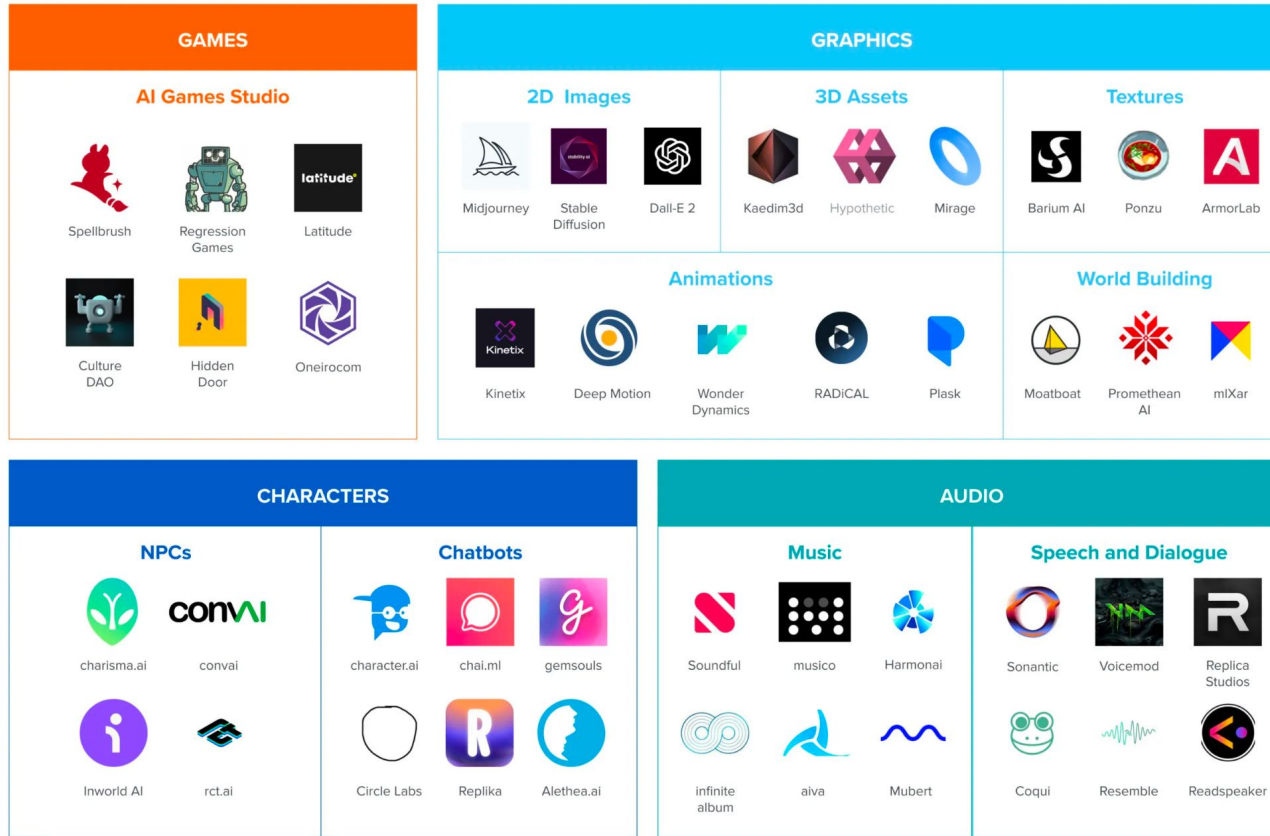 GAMES
AI Games Studio
latitude
Spellbrush
Regression
Games
Latitude
Culture
DAO
Hidden
Door
Oneirocom
GRAPHICS
2D Images
stability.ai
Midjourney
Stable
Diffusion
Dall-E 2
3D Assets
Kaedim3d
Hypothetic
Mirage
Textures
A
Barium AI
Ponzu
ArmorLab
Animations
Kinetix
Kinetix
Deep Motion
Wonder
Dynamics
RADiCAL
Plask
World Building
Moatboat
Promethean
AI
mlXar
CHARACTERS
NPCs
convAI
charisma.ai
convai
Inworld AI
rct.ai
Chatbots
g
character.ai
chai.ml
gemsouls
R
Circle Labs
Replika
Alethea.ai
AUDIO
Music
Soundful
musico
Harmonai
infinite
album
aiva
Mubert
Speech and Dialogue
R
Sonantic
Voicemod
Replica
Studios
Coqui
Resemble
Readspeaker